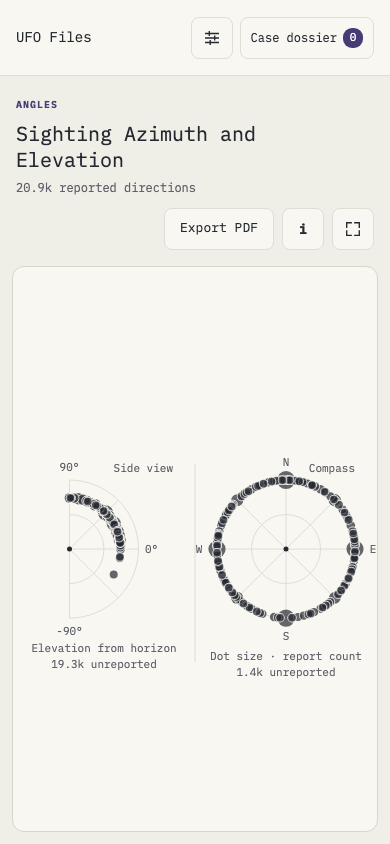 UFO Files
Case dossier 0
ANGLES
Sighting Azimuth and
Elevation
20.9k reported directions
Export PDF
i
90°
Side view
0°
-90°
Elevation from horizon
19.3k unreported
N
Compass
W
E
S
Dot size · report count
1.4k unreported